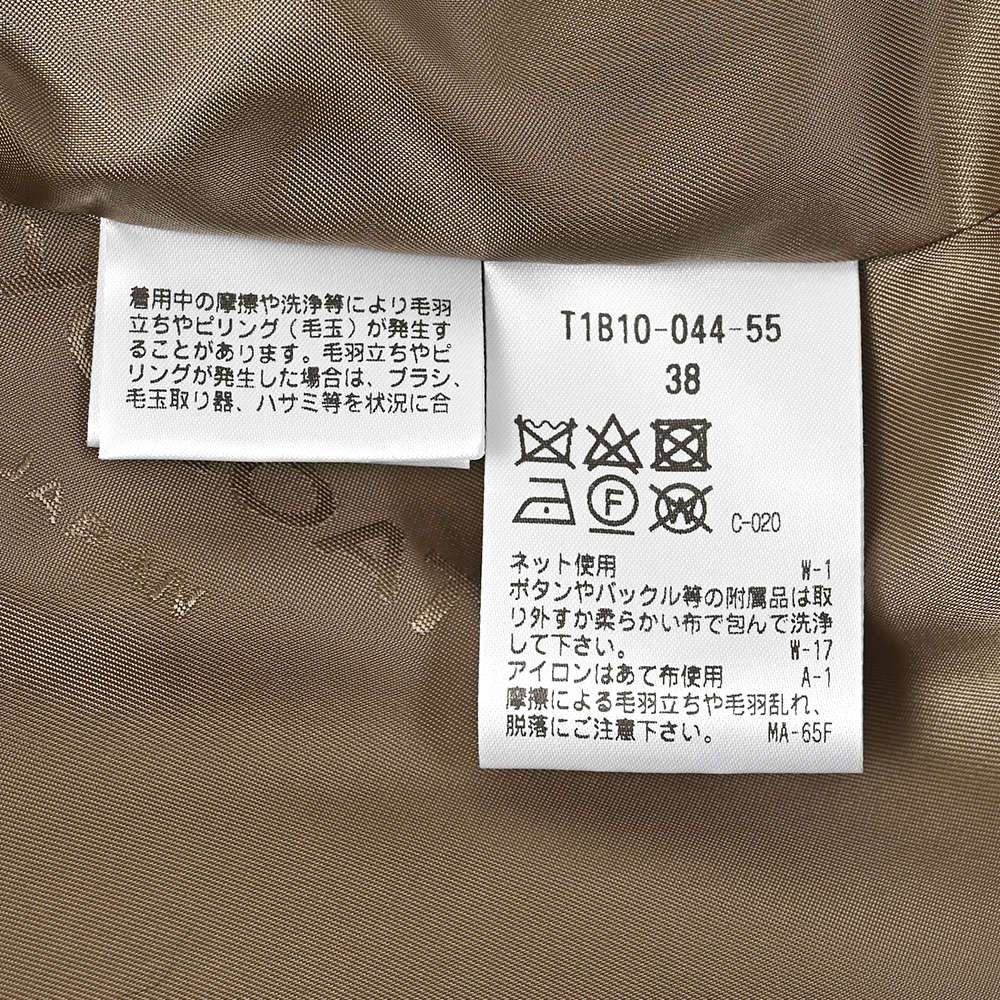 着用中の摩擦や洗浄等により毛羽
立ちやピリング（毛玉）が発生す
ることがあります。毛羽立ちやピ
リングが発生した場合は、ブラシ、
毛玉取り器、ハサミ等を状況に合
T1B10-044-55
38
F
W
C-020
ネット使用 W-1
ボタンやバックル等の附属品は取
り外すか柔らかい布で包んで洗浄
して下さい。 W-17
アイロンはあて布使用 A-1
摩擦による毛羽立ちや毛羽乱れ、
脱落にご注意下さい。 MA-65F